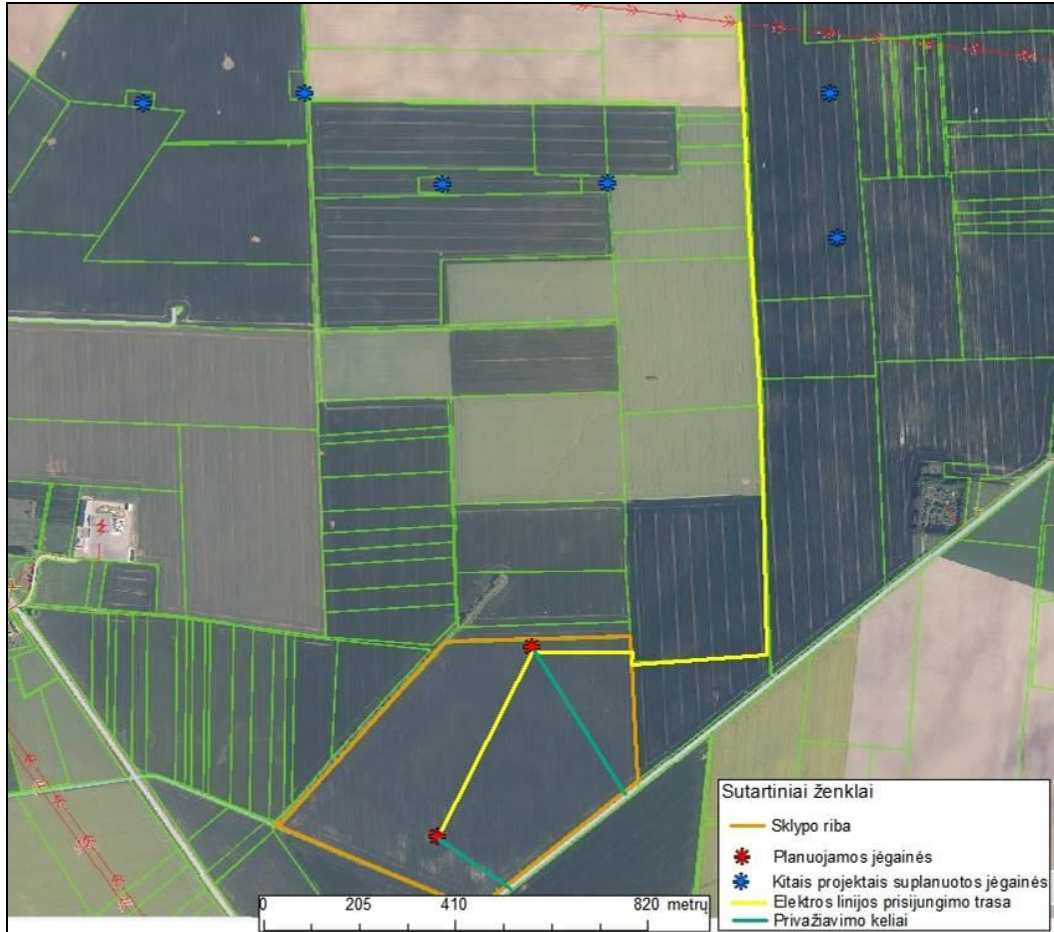 Sutartiniai ženklai
Sklypo riba
Planuojamos jėgainės
Kitais projektais suplanuotos jėgainės
Elektros linijos prisijungimo trasa
Privažiavimo keliai
0 205 410 820 metrų